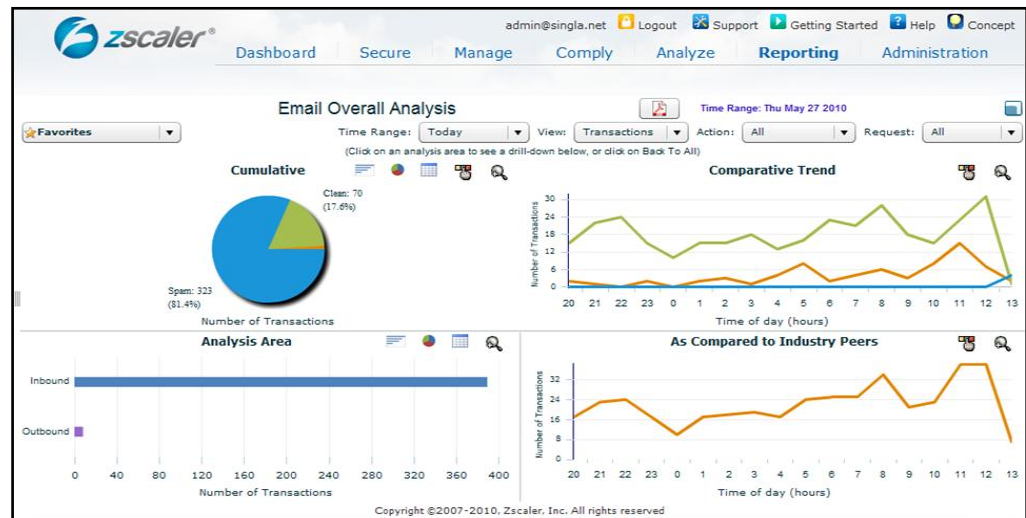 zscaler®
admin@singla.net Logout Support Getting Started Help Concept
Dashboard Secure Manage Comply Analyze Reporting Administration
Email Overall Analysis
Time Range: Thu May 27 2010
Favorites
Time Range: Today View: Transactions Action: All Request: All
(Click on an analysis area to see a drill-down below, or click on Back To All)
Cumulative
Clean: 70
(17.6%)
Spam: 323
(81.4%)
Number of Transactions
Comparative Trend
Number of Transactions
30
24
18
12
6
0
20 21 22 23 0 1 2 3 4 5 6 7 8 9 10 11 12 13
Time of day (hours)
Analysis Area
Inbound
Outbound
0 40 80 120 160 200 240 280 320 360 400
Number of Transactions
As Compared to Industry Peers
Number of Transactions
32
24
16
8
0
20 21 22 23 0 1 2 3 4 5 6 7 8 9 10 11 12 13
Time of day (hours)
Copyright ©2007-2010, Zscaler, Inc. All rights reserved